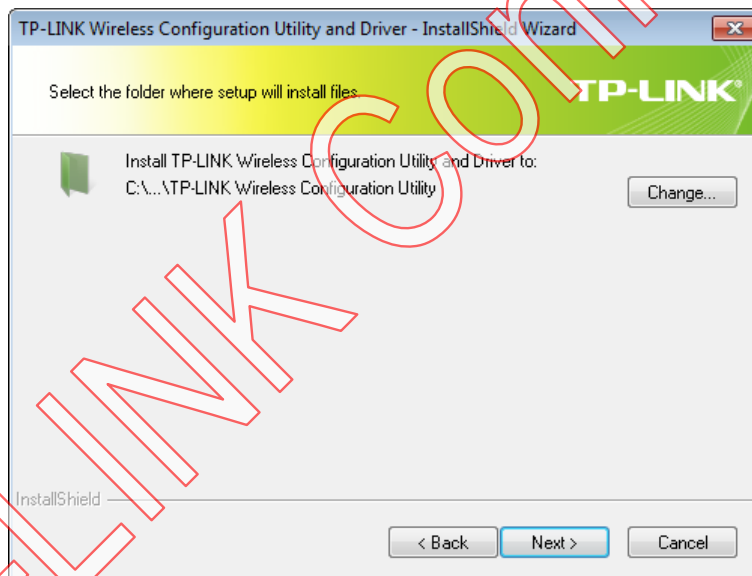 TP-LINK Wireless Configuration Utility and Driver - InstallShield Wizard
Select the folder where setup will install files.
TP-LINK®
Install TP-LINK Wireless Configuration Utility and Driver to:
C:\...\TP-LINK Wireless Configuration Utility
Change...
InstallShield
< Back
Next >
Cancel
LINK Com